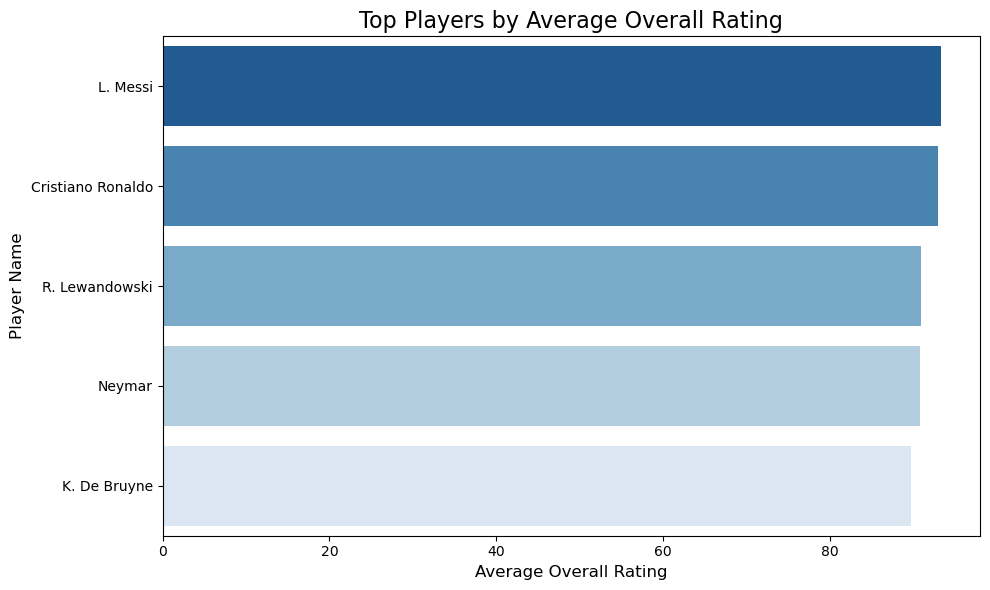 Top Players by Average Overall Rating
Player Name
L. Messi
Cristiano Ronaldo
R. Lewandowski
Neymar
K. De Bruyne
0 20 40 60 80
Average Overall Rating